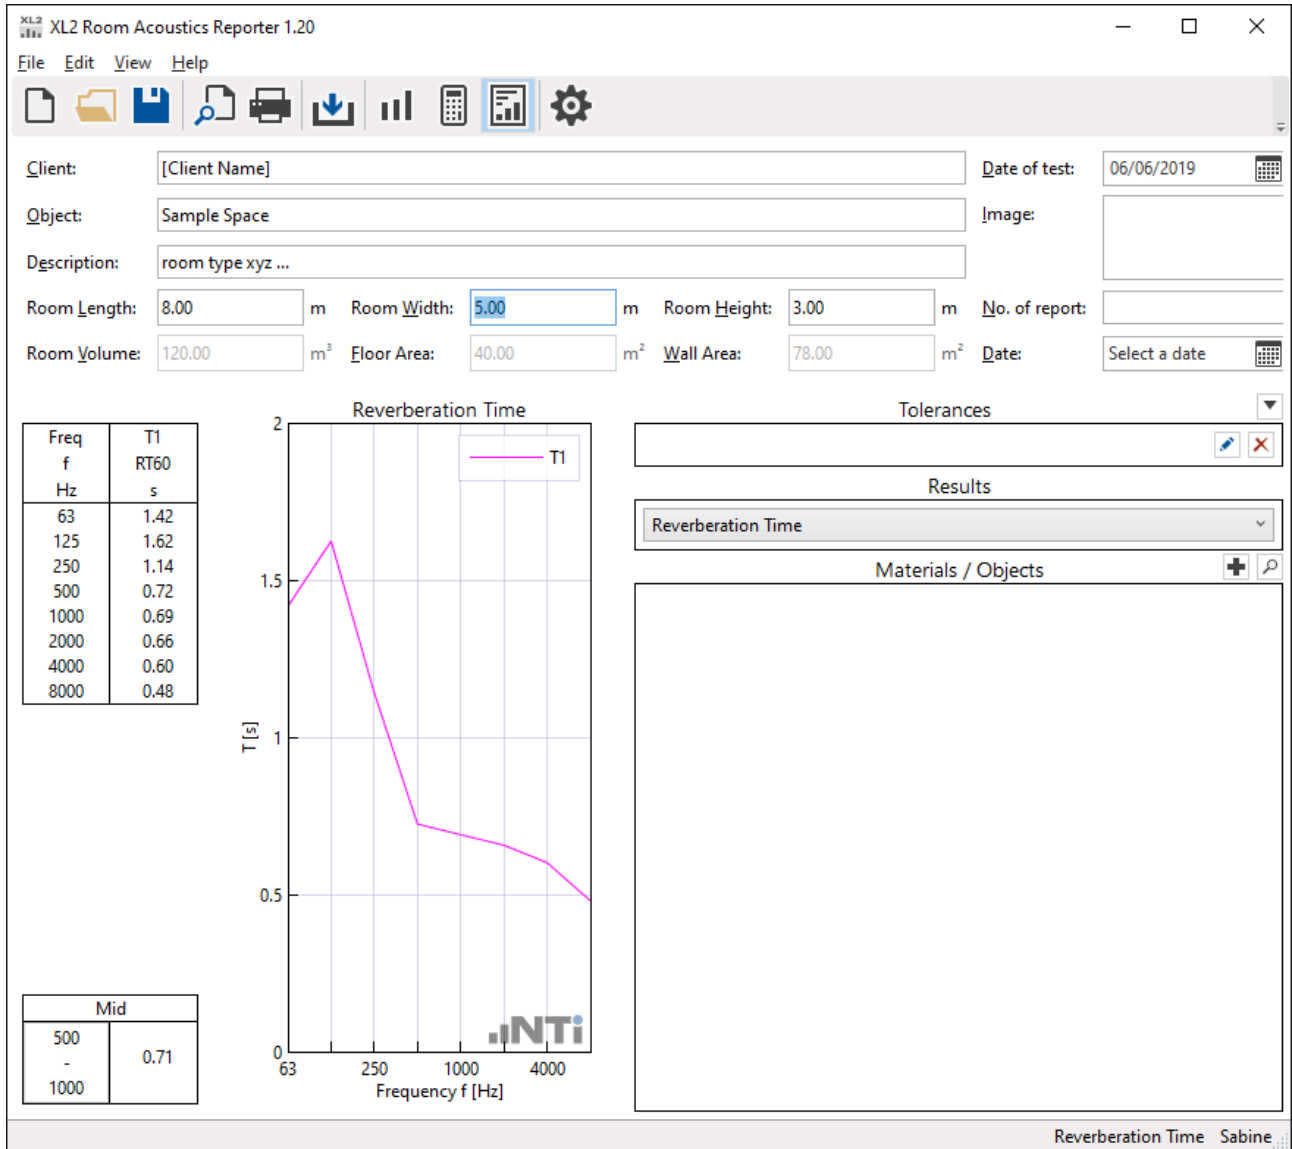 XL2 Room Acoustics Reporter 1.20
File Edit View Help
Client: [Client Name] Date of test: 06/06/2019
Object: Sample Space Image:
Description: room type xyz ...
Room Length: 8.00 m Room Width: 5.00 m Room Height: 3.00 m No. of report:
Room Volume: 120.00 m³ Floor Area: 40.00 m² Wall Area: 78.00 m² Date: Select a date
Freq T1
f RT60
Hz s
63 1.42
125 1.62
250 1.14
500 0.72
1000 0.69
2000 0.66
4000 0.60
8000 0.48
Mid
500 - 1000 0.71
Reverberation Time
T1
2
1.5
1
0.5
0
T [s]
63 250 1000 4000
Frequency f [Hz]
NTi
Tolerances
Results
Reverberation Time
Materials / Objects
Reverberation Time Sabine